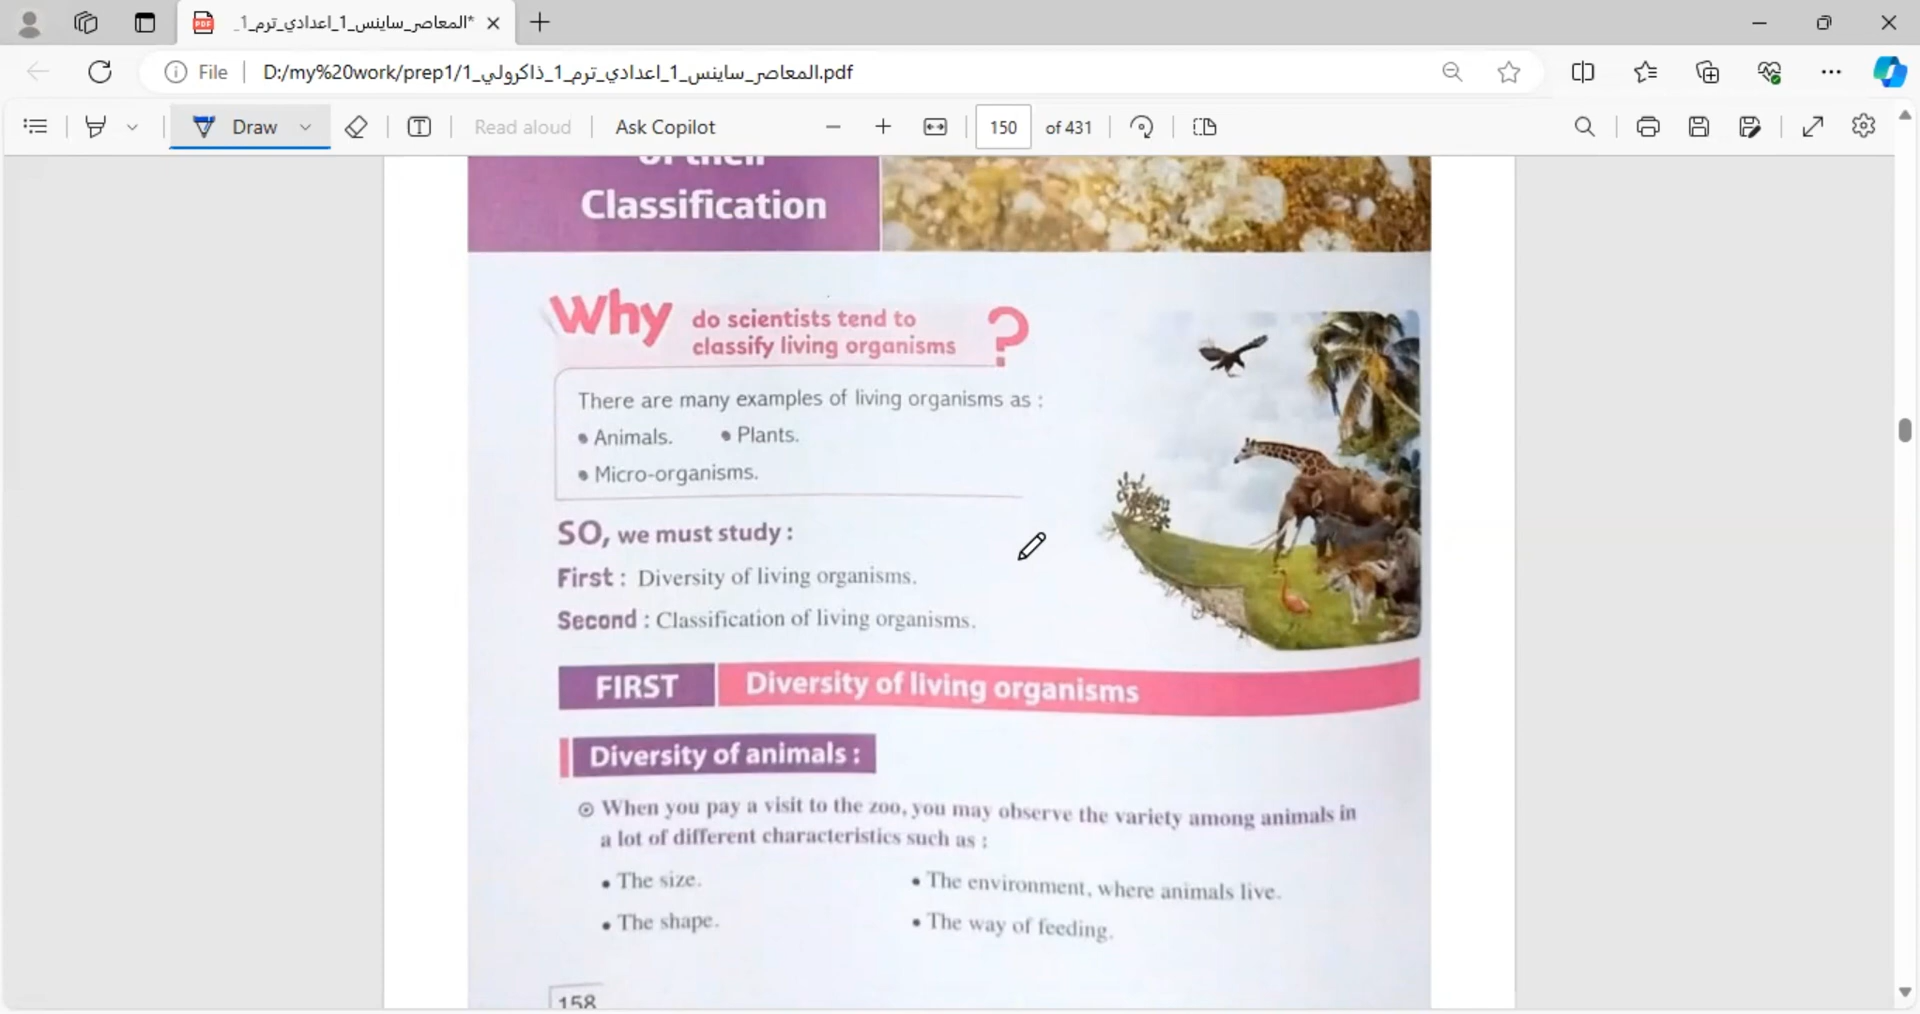 *المعاصر_ساينس_1_اعدادي_ترم_1_
File
D:/my%20work/prep1/1_المعاصر_ساينس_1_اعدادي_ترم_1_ذاكرولي.pdf
Draw
Read aloud
Ask Copilot
150 of 431
of their
Classification
Why do scientists tend to
classify living organisms ?
There are many examples of living organisms as :
• Animals. • Plants.
• Micro-organisms.
SO, we must study :
First : Diversity of living organisms.
Second : Classification of living organisms.
FIRST Diversity of living organisms
Diversity of animals :
When you pay a visit to the zoo, you may observe the variety among animals in
a lot of different characteristics such as :
• The size. • The environment, where animals live.
• The shape. • The way of feeding.
158